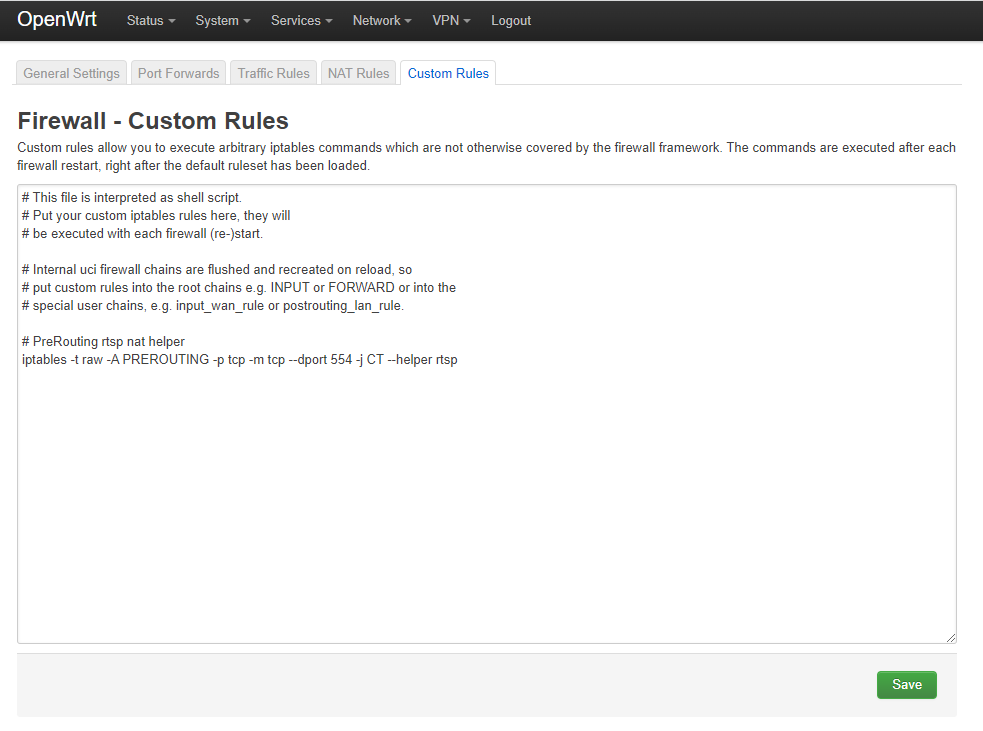 OpenWrt Status System Services Network VPN Logout
General Settings Port Forwards Traffic Rules NAT Rules Custom Rules
Firewall - Custom Rules
Custom rules allow you to execute arbitrary iptables commands which are not otherwise covered by the firewall framework. The commands are executed after each
firewall restart, right after the default ruleset has been loaded.
# This file is interpreted as shell script.
# Put your custom iptables rules here, they will
# be executed with each firewall (re-)start.
# Internal uci firewall chains are flushed and recreated on reload, so
# put custom rules into the root chains e.g. INPUT or FORWARD or into the
# special user chains, e.g. input_wan_rule or postrouting_lan_rule.
# PreRouting rtsp nat helper
iptables -t raw -A PREROUTING -p tcp -m tcp --dport 554 -j CT --helper rtsp
Save